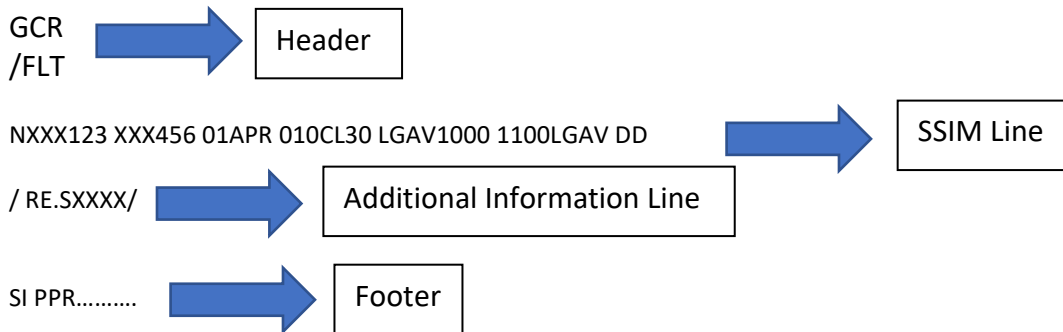 GCR
/FLT
Header
NXXX123 XXX456 01APR 010CL30 LGAV1000 1100LGAV DD
SSIM Line
/ RE.SXXXX/
Additional Information Line
SI PPR……….
Footer